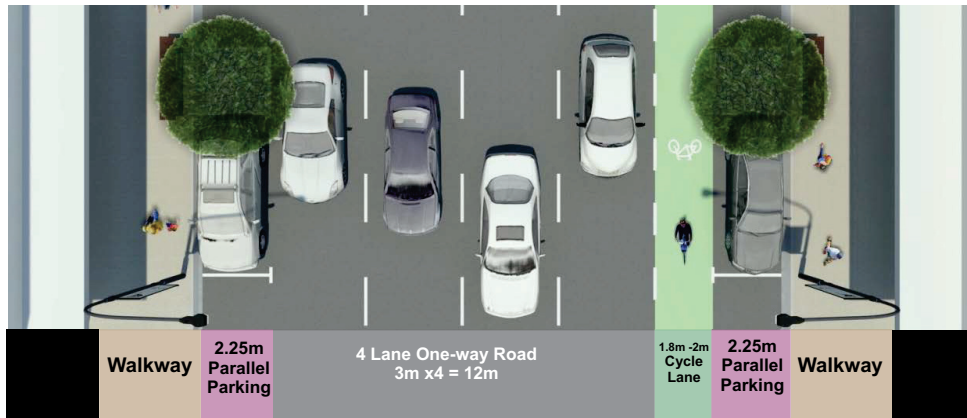 Walkway
2.25m
Parallel
Parking
4 Lane One-way Road
3m x4 = 12m
1.8m -2m
Cycle
Lane
2.25m
Parallel
Parking
Walkway